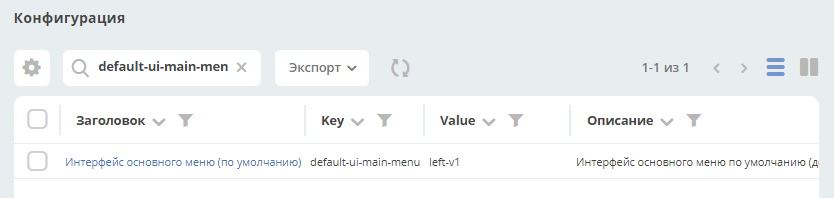 Конфигурация
default-ui-main-men Экспорт 1-1 из 1
Заголовок Key Value Описание
Интерфейс основного меню (по умолчанию) default-ui-main-menu left-v1 Интерфейс основного меню по умолчанию (д